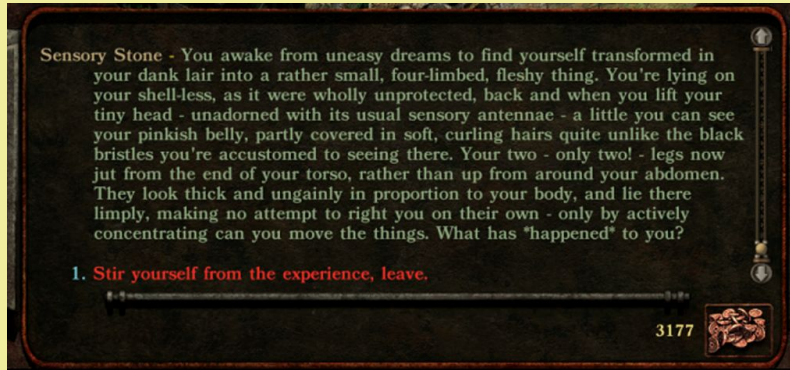 Sensory Stone - You awake from uneasy dreams to find yourself transformed in
your dank lair into a rather small, four-limbed, fleshy thing. You're lying on
your shell-less, as it were wholly unprotected, back and when you lift your
tiny head - unadorned with its usual sensory antennae - a little you can see
your pinkish belly, partly covered in soft, curling hairs quite unlike the black
bristles you're accustomed to seeing there. Your two - only two! - legs now
jut from the end of your torso, rather than up from around your abdomen.
They look thick and ungainly in proportion to your body, and lie there
limply, making no attempt to right you on their own - only by actively
concentrating can you move the things. What has *happened* to you?
1. Stir yourself from the experience, leave.
3177